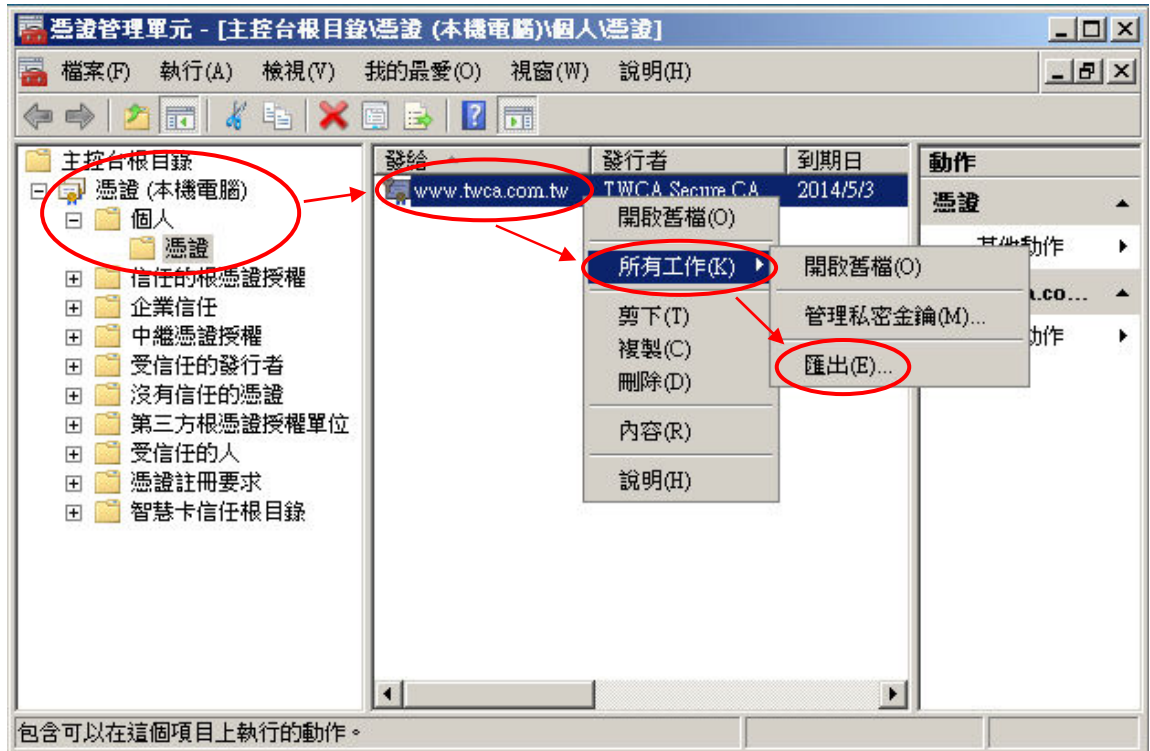 憑證管理單元 - [主控台根目錄\憑證 (本機電腦)\個人\憑證]
檔案(F) 執行(A) 檢視(V) 我的最愛(O) 視窗(W) 說明(H)
主控台根目錄
憑證 (本機電腦)
個人
憑證
信任的根憑證授權
企業信任
中繼憑證授權
受信任的發行者
沒有信任的憑證
第三方根憑證授權單位
受信任的人
憑證註冊要求
智慧卡信任根目錄
發給 發行者 到期日
www.twca.com.tw TWCA Secure CA 2014/5/3
開啟舊檔(O)
所有工作(K)
剪下(T)
複製(C)
刪除(D)
內容(R)
說明(H)
開啟舊檔(O)
管理私密金鑰(M)...
匯出(E)...
動作
憑證
其他動作
.co...
動作
包含可以在這個項目上執行的動作。